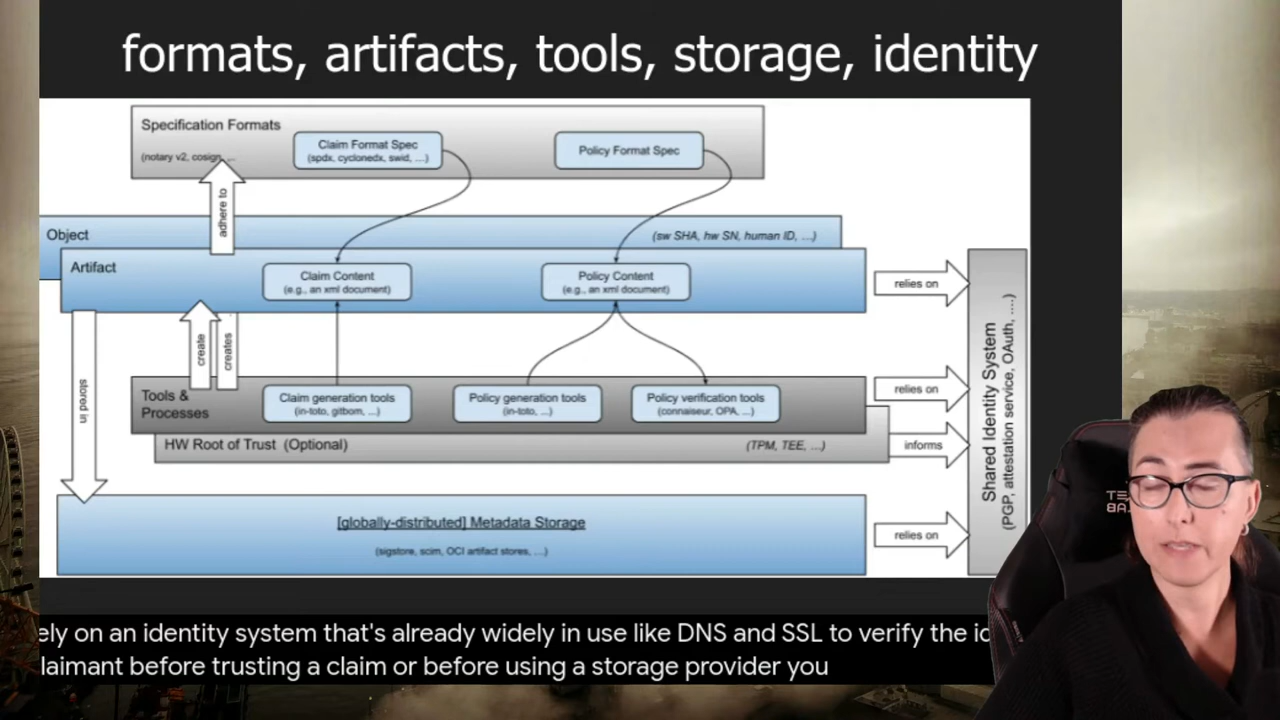 formats, artifacts, tools, storage, identity
Specification Formats
(notary v2, cosign, ...
Claim Format Spec
(spdx, cyclonedx, swid, ...)
Policy Format Spec
adhere to
Object
(sw SHA, hw SN, human ID, ...)
Artifact
Claim Content
(e.g., an xml document)
Policy Content
(e.g., an xml document)
relies on
create
creates
stored in
Tools &
Processes
Claim generation tools
(in-toto, gitbom, ...)
Policy generation tools
(in-toto, ...)
Policy verification tools
(connaiseur, OPA, ...)
relies on
HW Root of Trust (Optional)
(TPM, TEE, ...)
informs
Shared Identity System
(PGP, attestation service, OAuth, ....)
[globally-distributed] Metadata Storage
(sigstore, scim, OCI artifact stores, ...)
relies on
ely on an identity system that's already widely in use like DNS and SSL to verify the
laimant before trusting a claim or before using a storage provider you